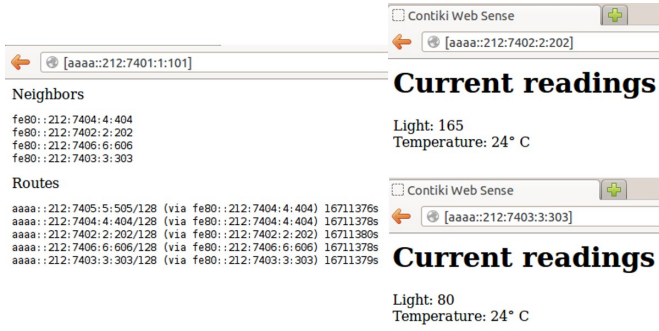 [aaaa::212:7401:1:101]
Neighbors
fe80::212:7404:4:404
fe80::212:7402:2:202
fe80::212:7406:6:606
fe80::212:7403:3:303
Routes
aaaa::212:7405:5:505/128 (via fe80::212:7404:4:404) 16711376s
aaaa::212:7404:4:404/128 (via fe80::212:7404:4:404) 16711378s
aaaa::212:7402:2:202/128 (via fe80::212:7402:2:202) 16711380s
aaaa::212:7406:6:606/128 (via fe80::212:7406:6:606) 16711378s
aaaa::212:7403:3:303/128 (via fe80::212:7403:3:303) 16711379s
Contiki Web Sense
[aaaa::212:7402:2:202]
Current readings
Light: 165
Temperature: 24° C
Contiki Web Sense
[aaaa::212:7403:3:303]
Current readings
Light: 80
Temperature: 24° C